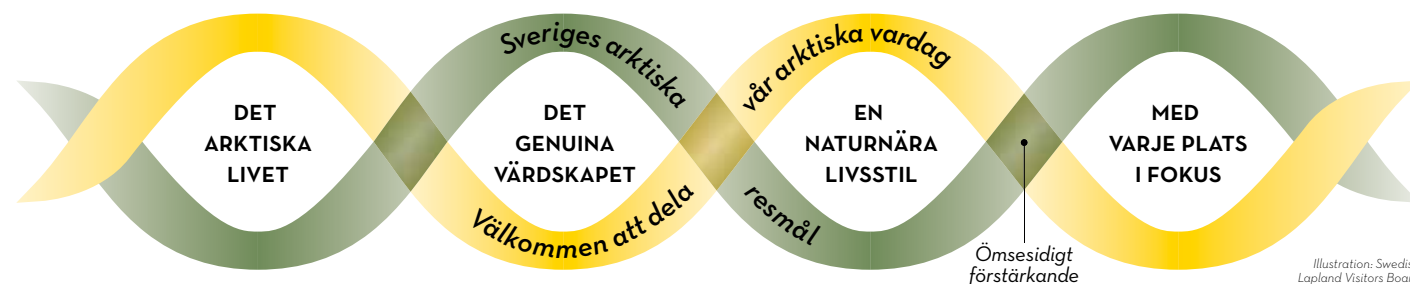 DET
ARKTISKA
LIVET
Sveriges arktiska
DET
GENUINA
VÄRDSKAPET
Välkommen att dela
vår arktiska vardag
EN
NATURNÄRA
LIVSSTIL
resmål
MED
VARJE PLATS
I FOKUS
Ömsesidigt
förstärkande
Illustration: Swedis
Lapland Visitors Boar